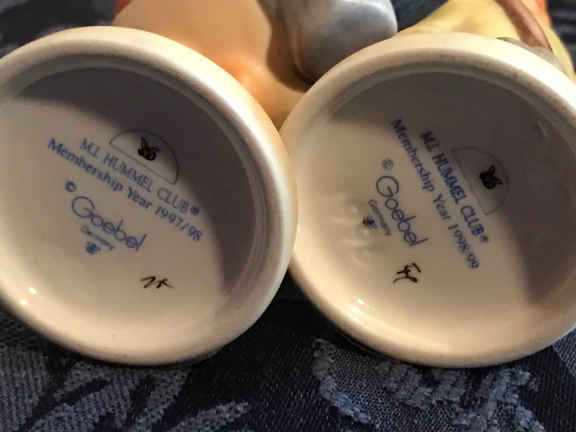 M.I. HUMMEL CLUB®
Membership Year 1997/98
© Goebel
Germany
M.I. HUMMEL CLUB®
Membership Year 1998/99
© Goebel
Germany